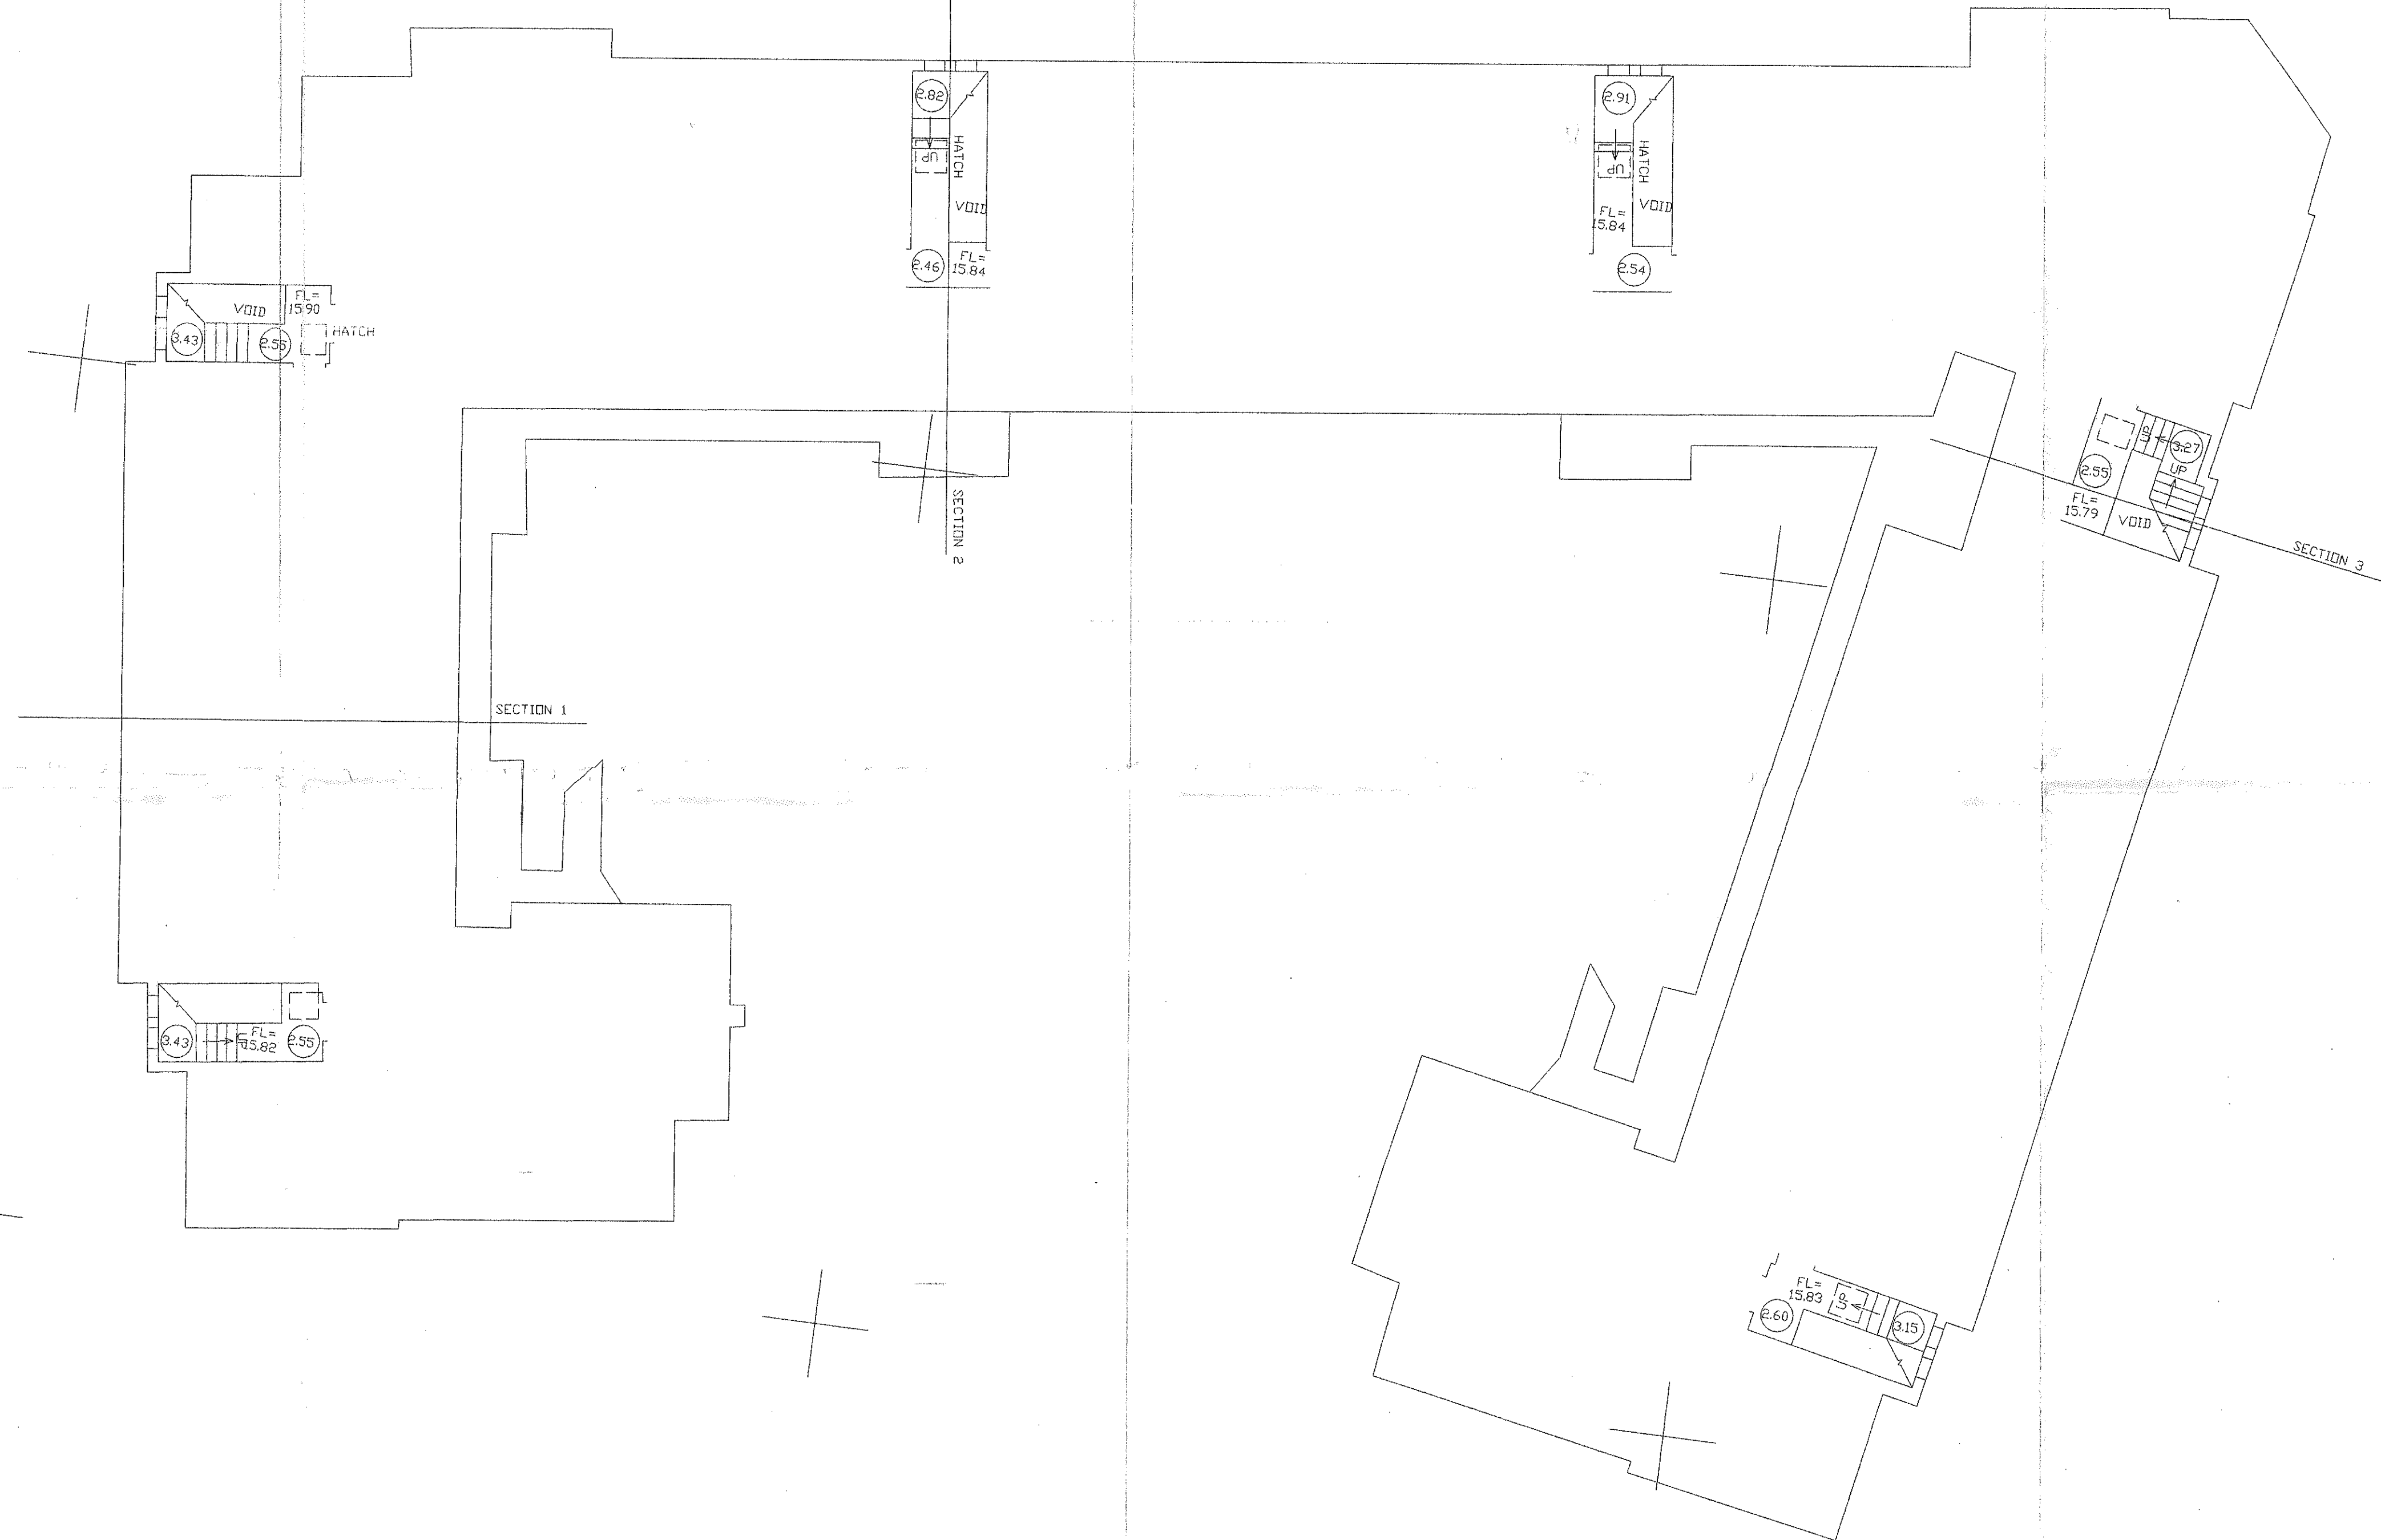 2.82
UP
HATCH
VOID
2.46
FL=
15.84
2.91
UP
HATCH
VOID
FL=
15.84
2.54
FL=
15.90
VOID
3.43
2.55
HATCH
UP
3.27
2.55
UP
FL=
15.79
VOID
SECTION 3
SECTION 2
SECTION 1
3.43
UP
FL=
15.82
2.55
FL=
15.83
UP
2.60
3.15